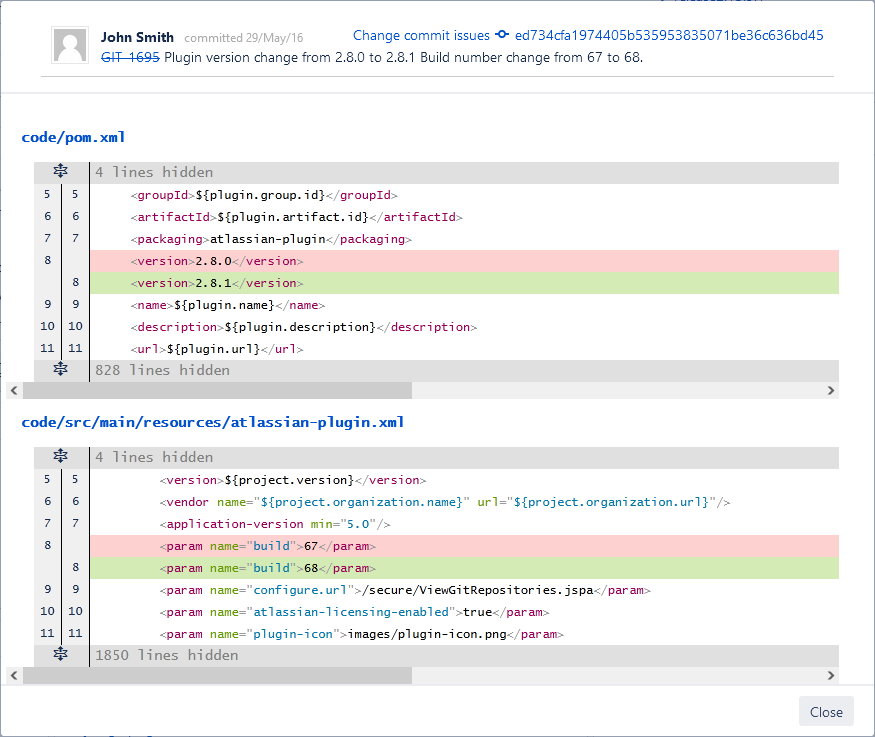 John Smith committed 29/May/16 Change commit issues ed734cfa1974405b535953835071be36c636bd45
GIT-1695 Plugin version change from 2.8.0 to 2.8.1 Build number change from 67 to 68.
code/pom.xml
4 lines hidden
5 5 <groupId>${plugin.group.id}</groupId>
6 6 <artifactId>${plugin.artifact.id}</artifactId>
7 7 <packaging>atlassian-plugin</packaging>
8 <version>2.8.0</version>
8 <version>2.8.1</version>
9 9 <name>${plugin.name}</name>
10 10 <description>${plugin.description}</description>
11 11 <url>${plugin.url}</url>
828 lines hidden
code/src/main/resources/atlassian-plugin.xml
4 lines hidden
5 5 <version>${project.version}</version>
6 6 <vendor name="${project.organization.name}" url="${project.organization.url}"/>
7 7 <application-version min="5.0"/>
8 <param name="build">67</param>
8 <param name="build">68</param>
9 9 <param name="configure.url">/secure/ViewGitRepositories.jspa</param>
10 10 <param name="atlassian-licensing-enabled">true</param>
11 11 <param name="plugin-icon">images/plugin-icon.png</param>
1850 lines hidden
Close